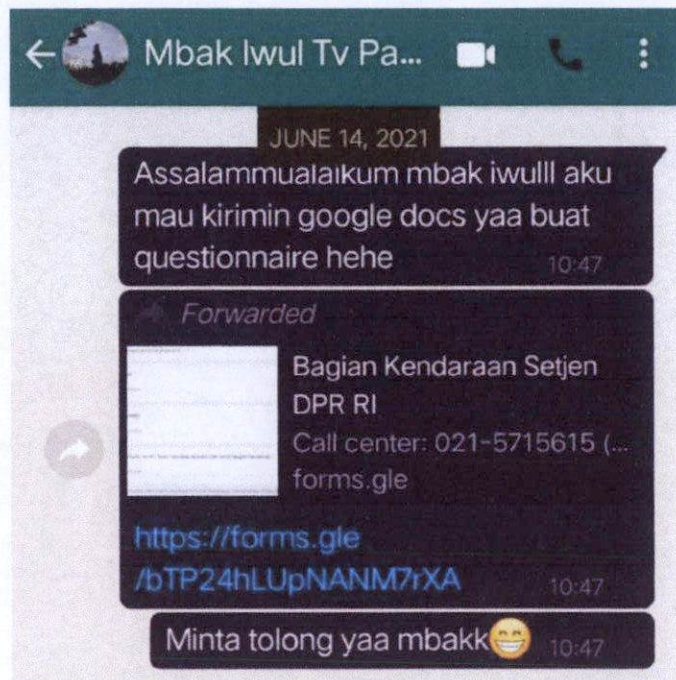 Mbak Iwul Tv Pa...
JUNE 14, 2021
Assalammualaikum mbak iwulll aku
mau kirimin google docs yaa buat
questionnaire hehe
10:47
Forwarded
Bagian Kendaraan Setjen
DPR RI
Call center: 021-5715615 (...
forms.gle
https://forms.gle
/bTP24hLUpNANM7rXA
10:47
Minta tolong yaa mbakk😁
10:47